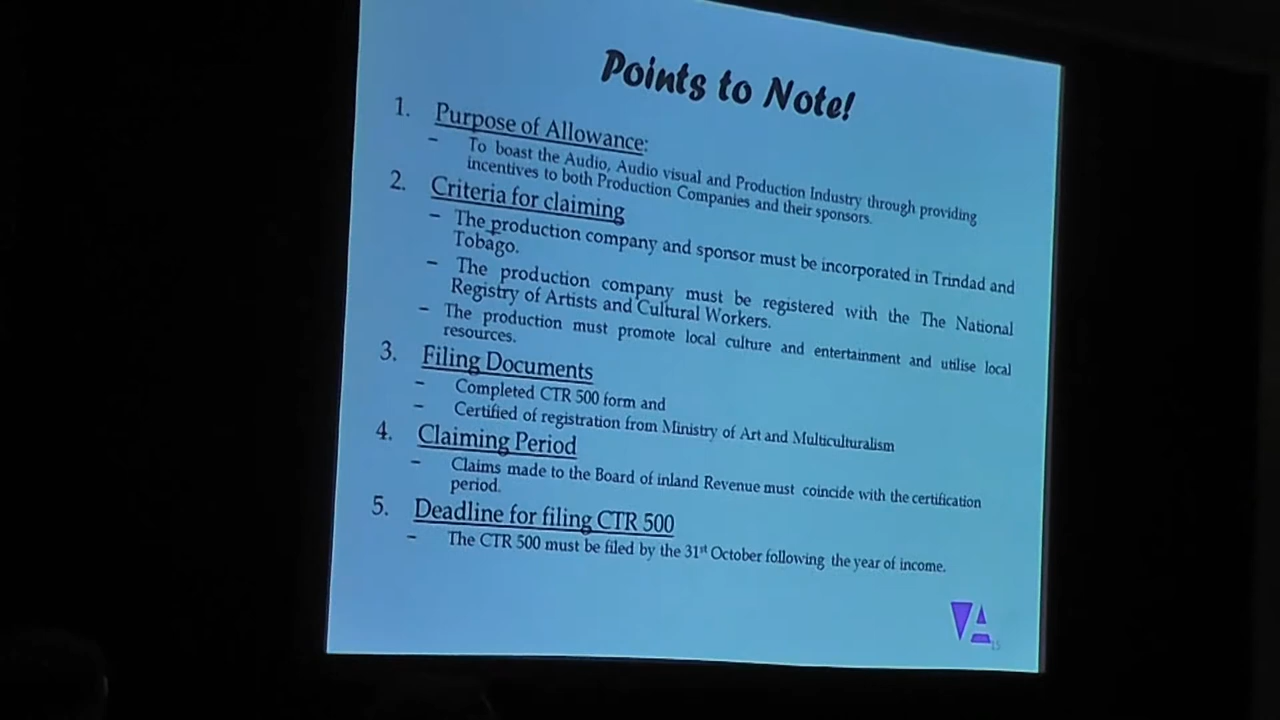 Points to Note!
1. Purpose of Allowance:
– To boast the Audio, Audio visual and Production Industry through providing
incentives to both Production Companies and their sponsors.
2. Criteria for claiming
– The production company and sponsor must be incorporated in Trindad and
Tobago.
– The production company must be registered with the The National
Registry of Artists and Cultural Workers.
– The production must promote local culture and entertainment and utilise local
resources.
3. Filing Documents
– Completed CTR 500 form and
– Certified of registration from Ministry of Art and Multiculturalism
4. Claiming Period
– Claims made to the Board of inland Revenue must coincide with the certification
period.
5. Deadline for filing CTR 500
– The CTR 500 must be filed by the 31st October following the year of income.
VA
15